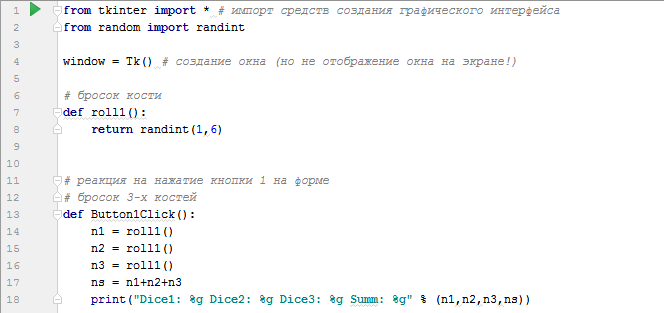 1 from tkinter import * # импорт средств создания графического интерфейса
2 from random import randint
3
4 window = Tk() # создание окна (но не отображение окна на экране!)
5
6 # бросок кости
7 def roll1():
8 return randint(1,6)
9
10
11 # реакция на нажатие кнопки 1 на форме
12 # бросок 3-х костей
13 def Button1Click():
14 n1 = roll1()
15 n2 = roll1()
16 n3 = roll1()
17 ns = n1+n2+n3
18 print("Dice1: %g Dice2: %g Dice3: %g Summ: %g" % (n1,n2,n3,ns))